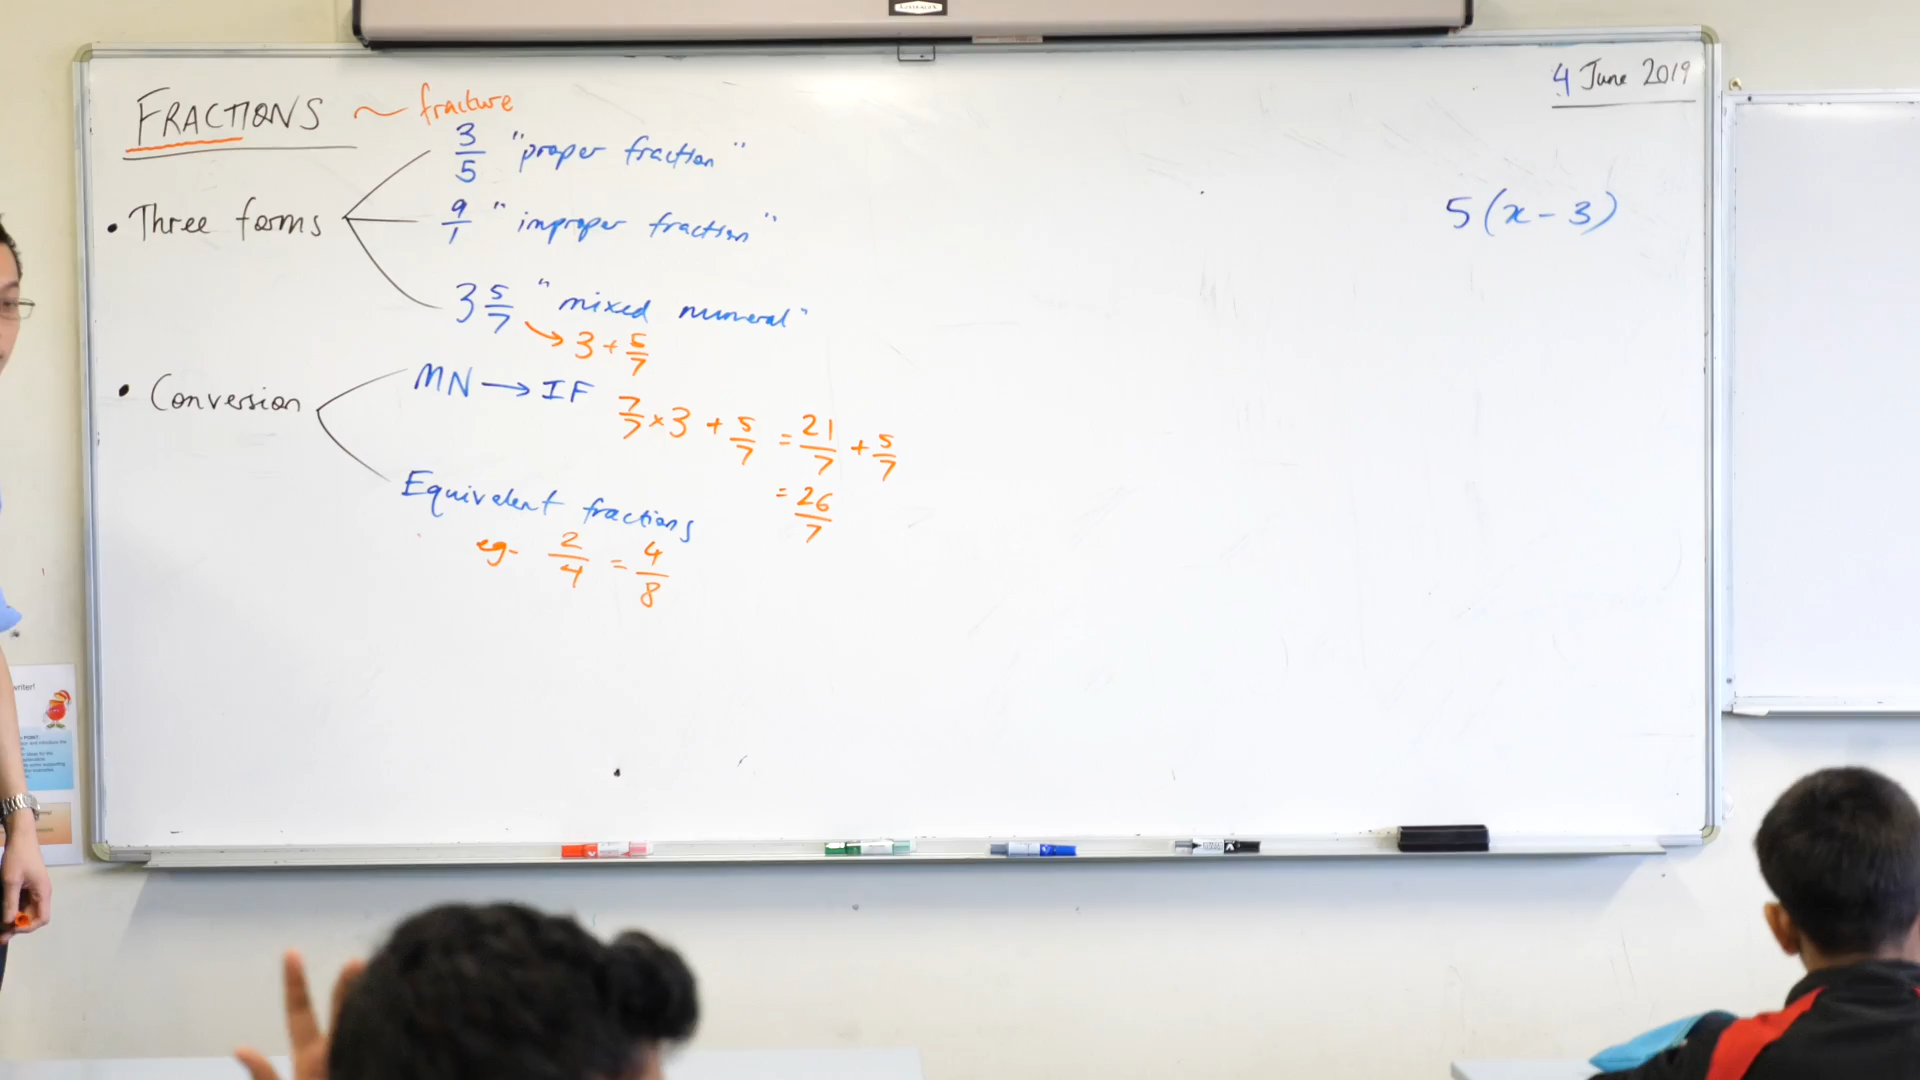 FRACTIONS ~ fracture
4 June 2019
• Three forms
3/5 "proper fraction"
9/1 "improper fraction"
3 5/7 "mixed numeral"
→ 3 + 5/7
5(x - 3)
• Conversion
MN → IF
7/7 × 3 + 5/7 = 21/7 + 5/7
= 26/7
Equivalent fractions
eg. 2/4 = 4/8
writer!